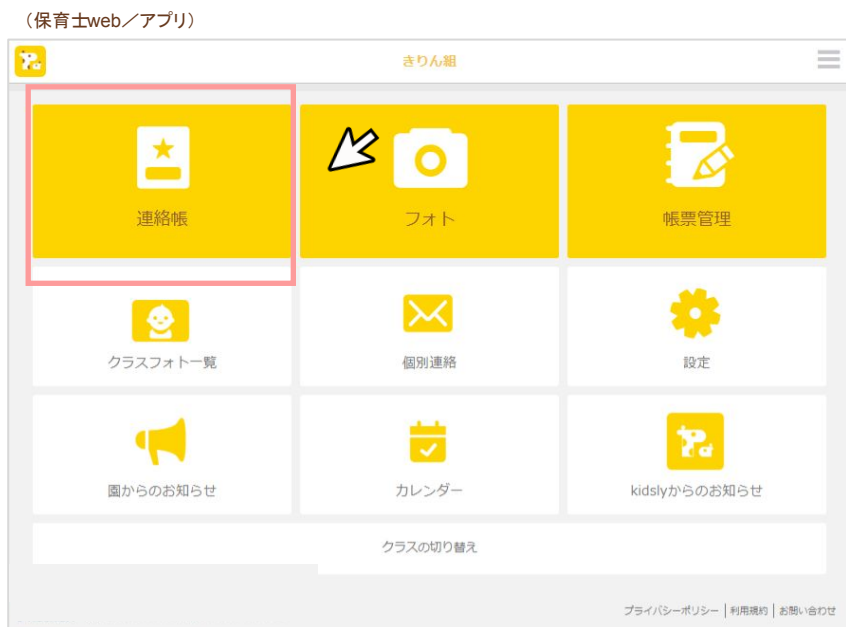 （保育士web／アプリ）
きりん組
連絡帳
フォト
帳票管理
クラスフォト一覧
個別連絡
設定
園からのお知らせ
カレンダー
kidslyからのお知らせ
クラスの切り替え
プライバシーポリシー | 利用規約 | お問い合わせ